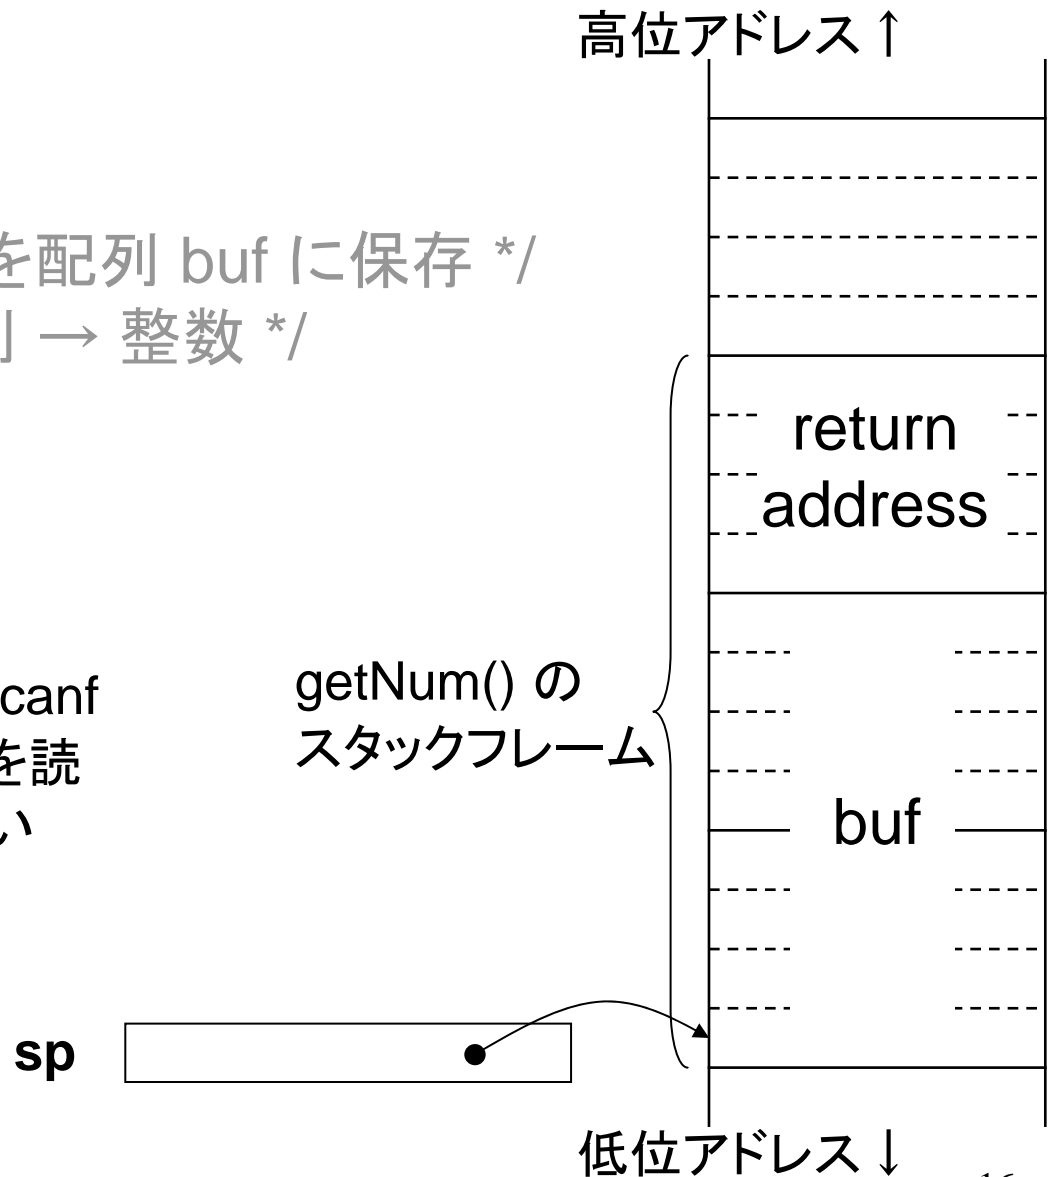 高位アドレス ↑
を配列 buf に保存 */
→ 整数 */
return
address
canf
を読
い
getNum() の
スタックフレーム
buf
sp
低位アドレス ↓